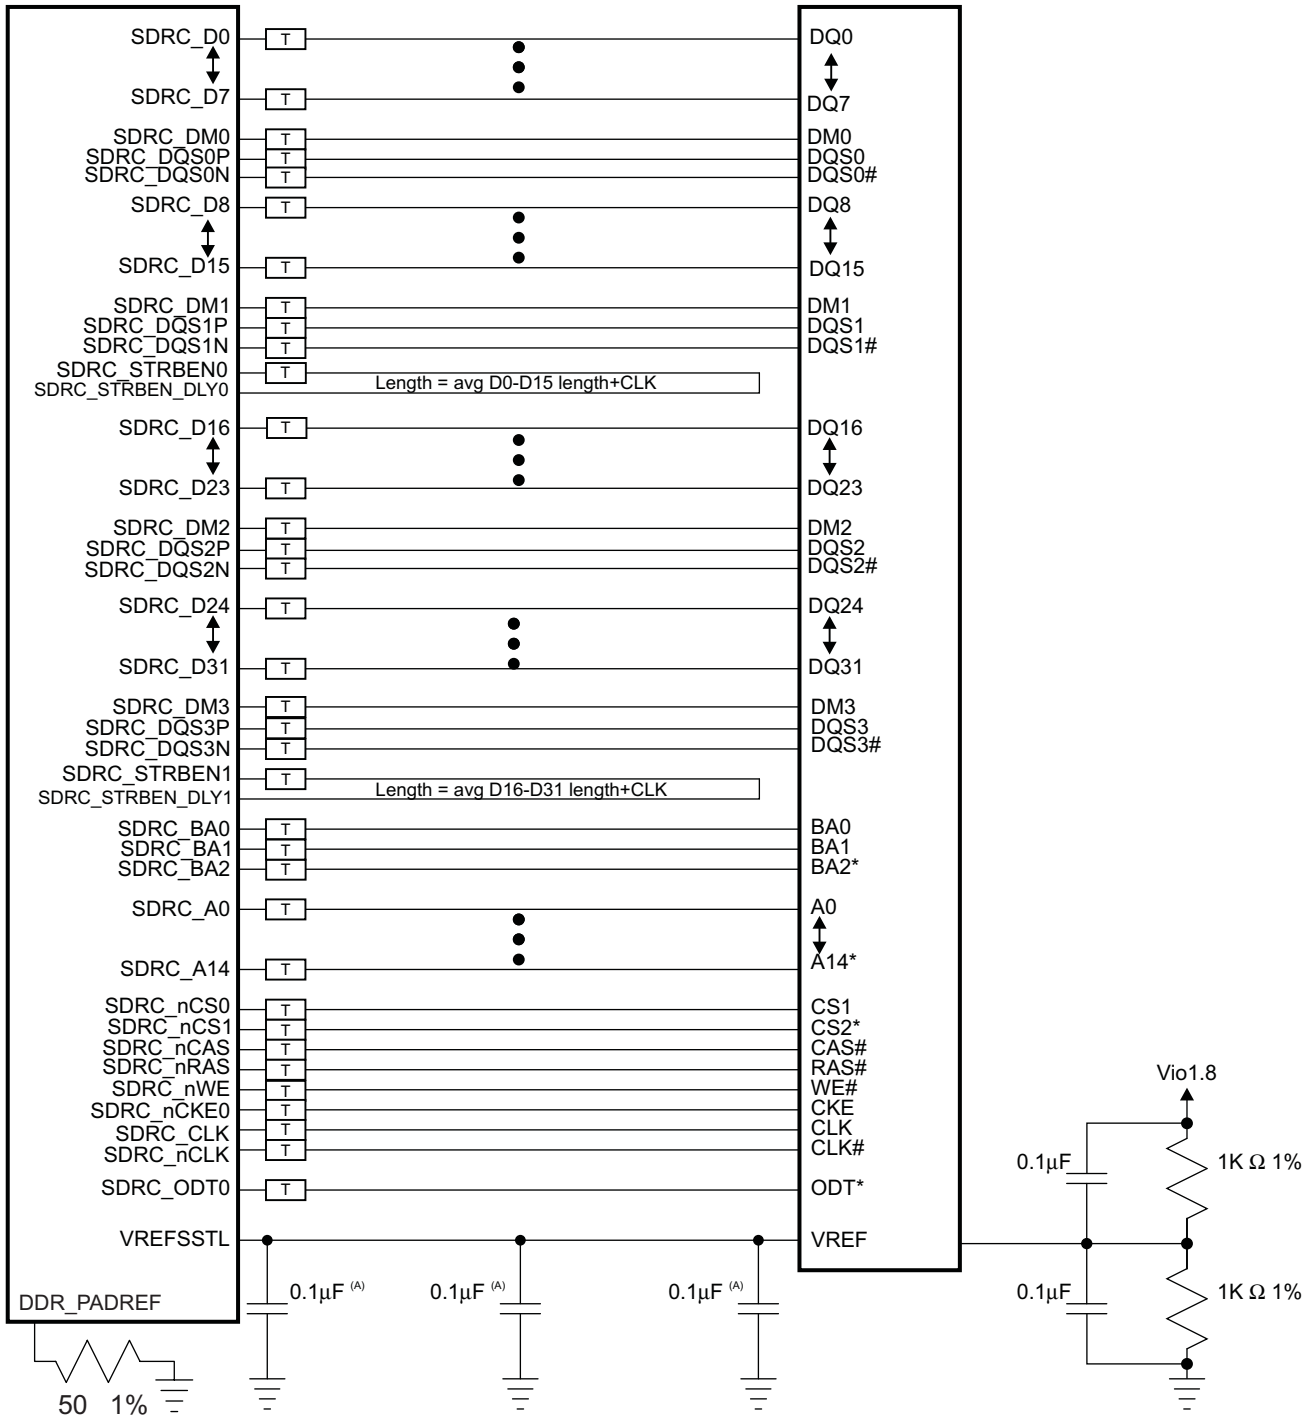 SDRC_D0 T DQ0
SDRC_D7 T DQ7
SDRC_DM0 T DM0
SDRC_DQS0P T DQS0
SDRC_DQS0N T DQS0#
SDRC_D8 T DQ8
SDRC_D15 T DQ15
SDRC_DM1 T DM1
SDRC_DQS1P T DQS1
SDRC_DQS1N T DQS1#
SDRC_STRBEN0 T
SDRC_STRBEN_DLY0 Length = avg D0-D15 length+CLK
SDRC_D16 T DQ16
SDRC_D23 T DQ23
SDRC_DM2 T DM2
SDRC_DQS2P T DQS2
SDRC_DQS2N T DQS2#
SDRC_D24 T DQ24
SDRC_D31 T DQ31
SDRC_DM3 T DM3
SDRC_DQS3P T DQS3
SDRC_DQS3N T DQS3#
SDRC_STRBEN1 T
SDRC_STRBEN_DLY1 Length = avg D16-D31 length+CLK
SDRC_BA0 T BA0
SDRC_BA1 T BA1
SDRC_BA2 T BA2*
SDRC_A0 T A0
SDRC_A14 T A14*
SDRC_nCS0 T CS1
SDRC_nCS1 T CS2*
SDRC_nCAS T CAS#
SDRC_nRAS T RAS#
SDRC_nWE T WE#
SDRC_nCKE0 T CKE
SDRC_CLK T CLK
SDRC_nCLK T CLK#
SDRC_ODT0 T ODT*
VREFSSTL VREF
Vio1.8
0.1μF 1K Ω 1%
0.1μF (A) 0.1μF (A) 0.1μF (A) 0.1μF 1K Ω 1%
DDR_PADREF
50 1%